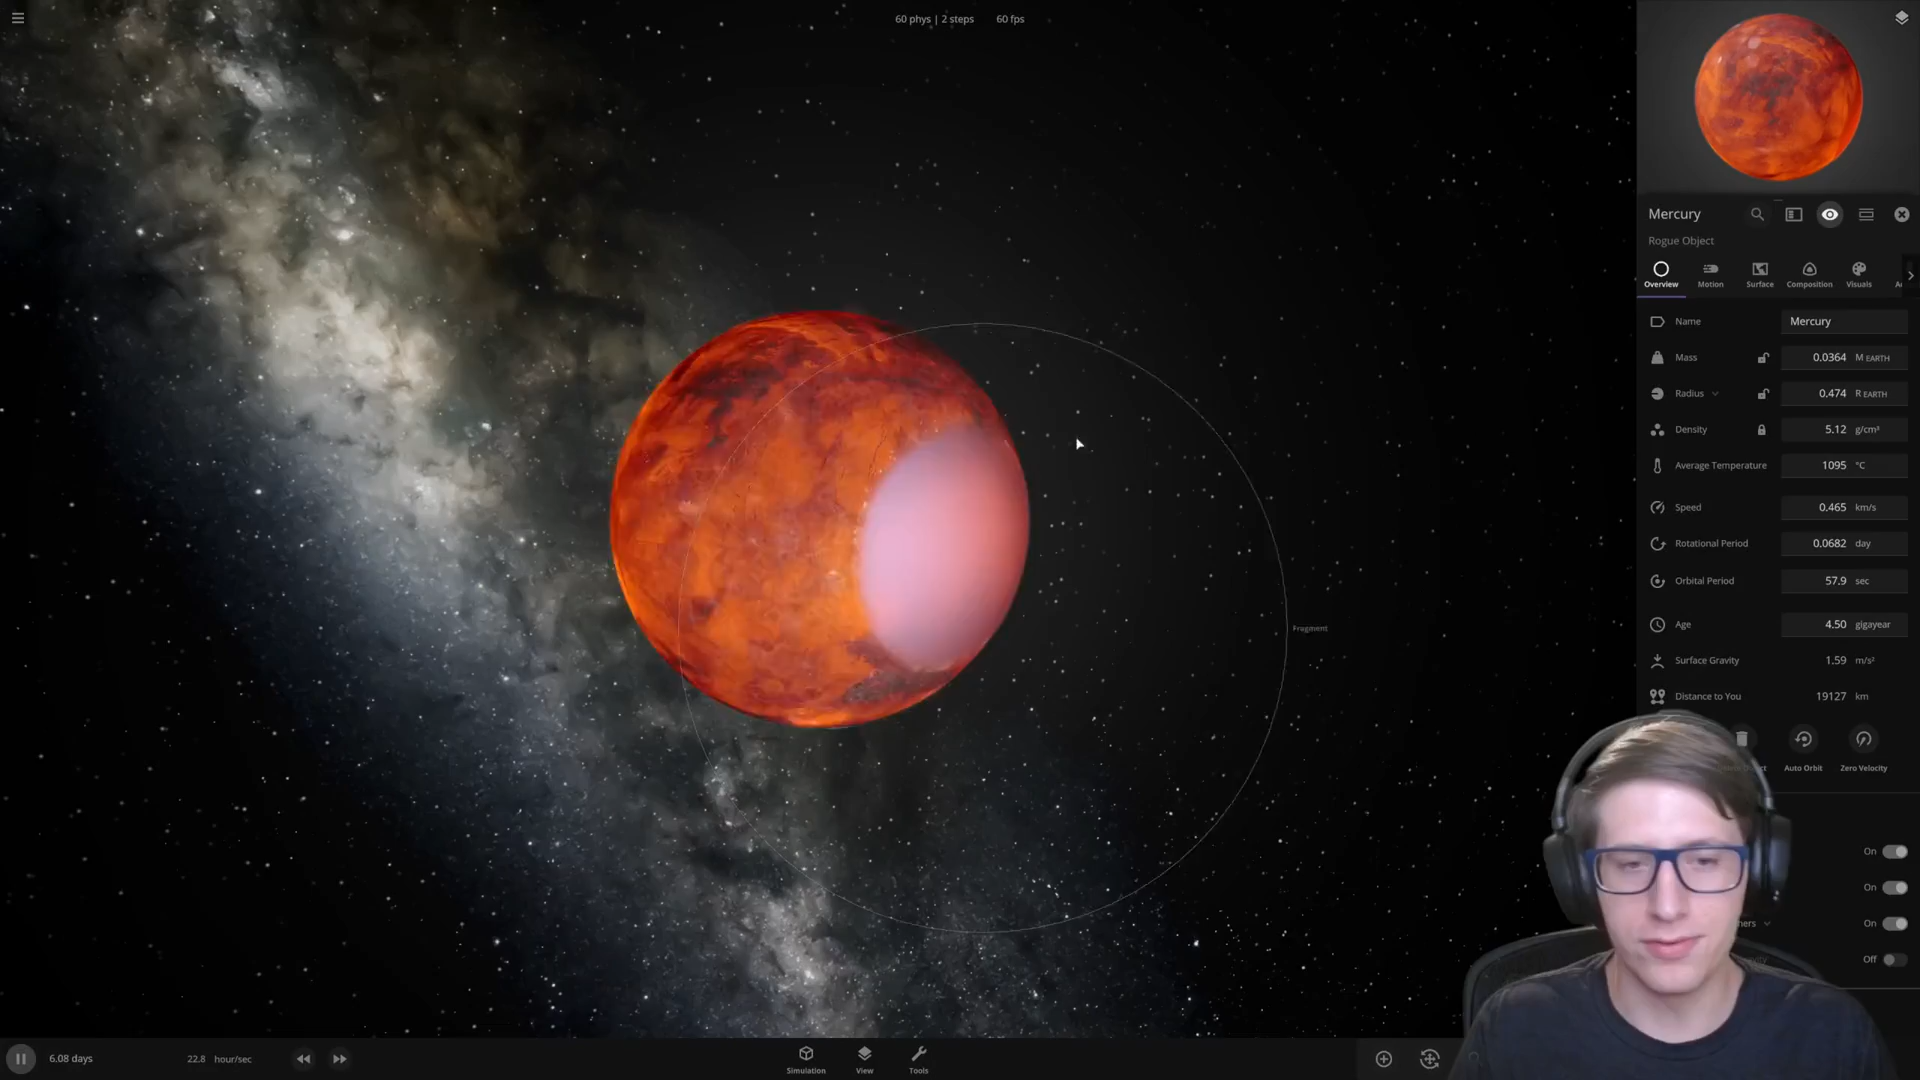 60 phys | 2 steps 60 fps
Mercury
Rogue Object
Overview Motion Surface Composition Visuals
Name Mercury
Mass 0.0364 M EARTH
Radius 0.474 R EARTH
Density 5.12 g/cm³
Average Temperature 1095 °C
Speed 0.465 km/s
Rotational Period 0.0682 day
Orbital Period 57.9 sec
Age 4.50 gigayear
Fragment
Surface Gravity 1.59 m/s²
Distance to You 19127 km
Auto Orbit Zero Velocity
On
On
On
Off
6.08 days 22.8 hour/sec
Simulation View Tools